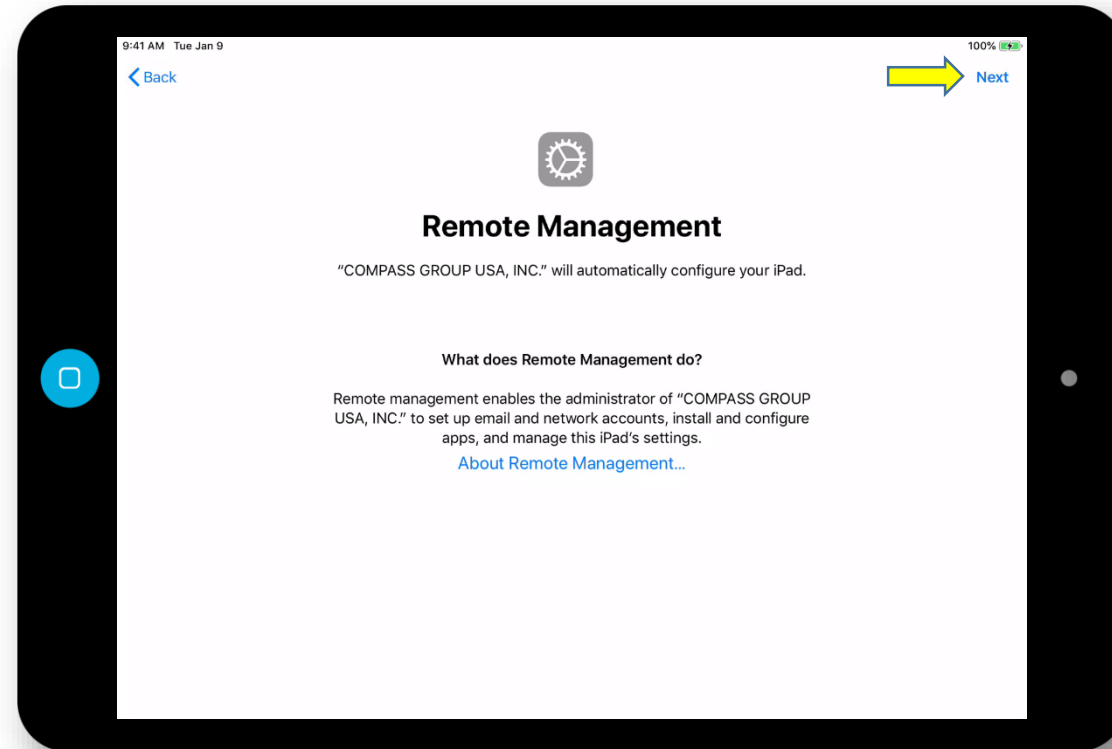 9:41 AM Tue Jan 9
100%
Back
Next
Remote Management
“COMPASS GROUP USA, INC.” will automatically configure your iPad.
What does Remote Management do?
Remote management enables the administrator of “COMPASS GROUP
USA, INC.” to set up email and network accounts, install and configure
apps, and manage this iPad’s settings.
About Remote Management...